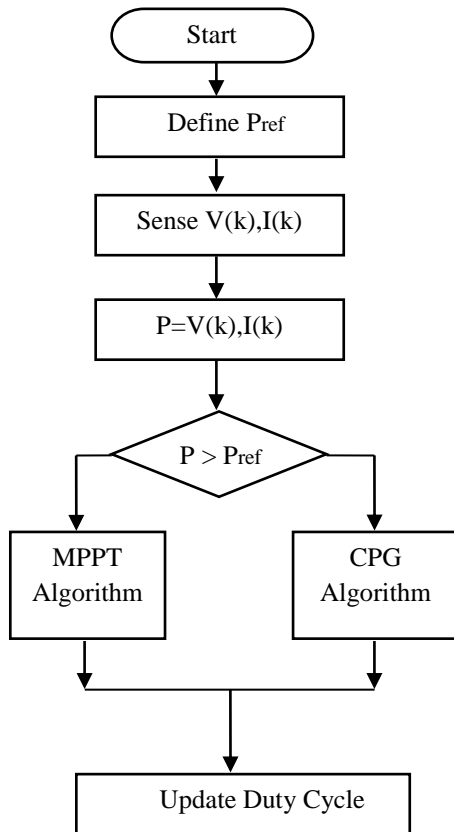 Start
Define Pref
Sense V(k),I(k)
P=V(k),I(k)
P > Pref
MPPT
Algorithm
CPG
Algorithm
Update Duty Cycle